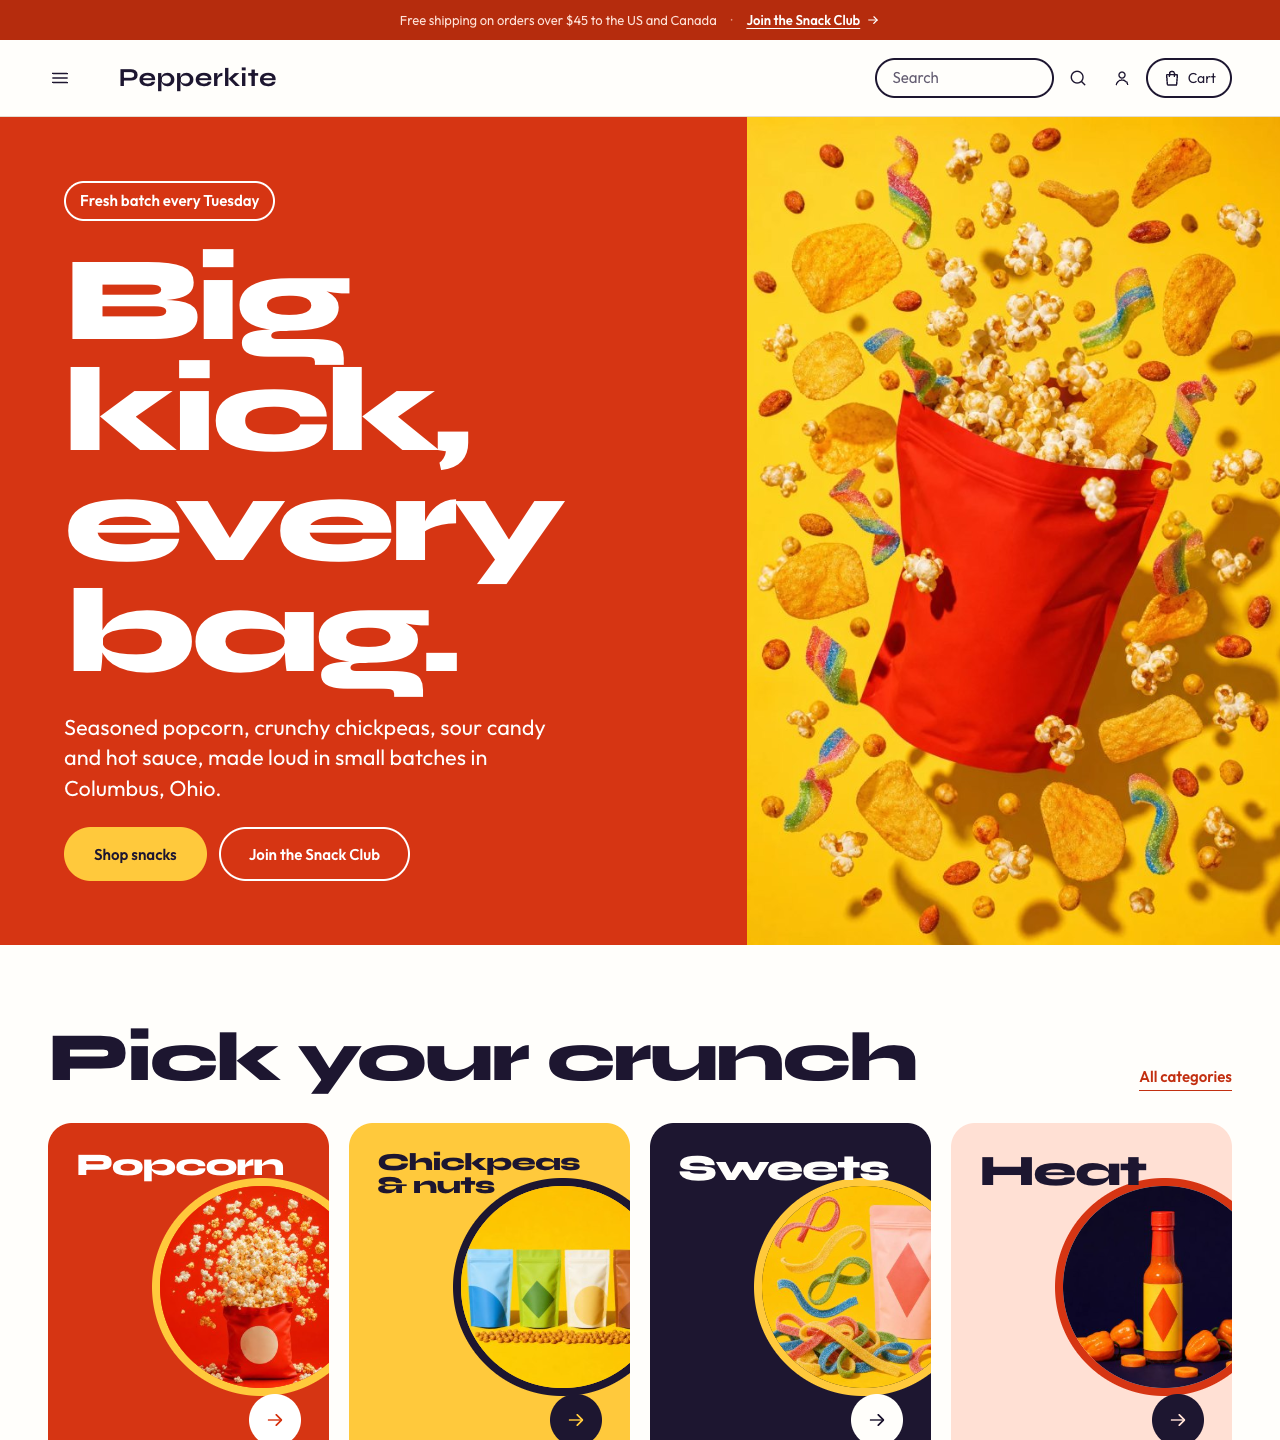 Free shipping on orders over $45 to the US and Canada · Join the Snack Club →
Pepperkite
Search
Cart
Fresh batch every Tuesday
Big
kick,
every
bag.
Seasoned popcorn, crunchy chickpeas, sour candy
and hot sauce, made loud in small batches in
Columbus, Ohio.
Shop snacks
Join the Snack Club
Pick your crunch
All categories
Popcorn
Chickpeas
& nuts
Sweets
Heat